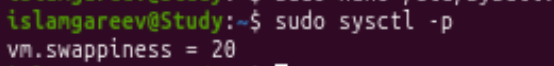 islamgareev@Study:~$ sudo sysctl -p
vm.swappiness = 20